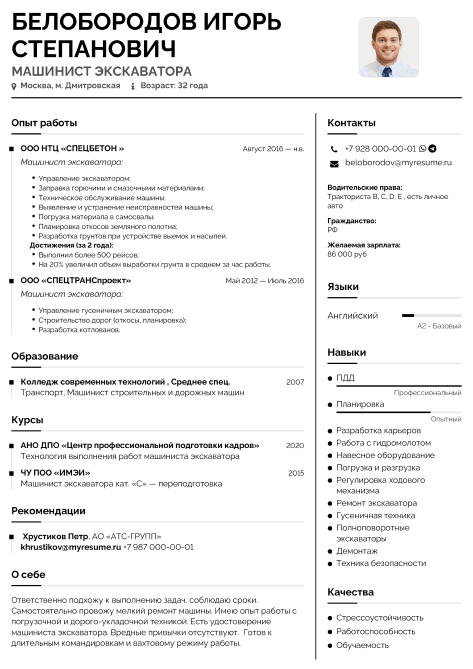 БЕЛОБОРОДОВ ИГОРЬ
СТЕПАНОВИЧ
МАШИНИСТ ЭКСКАВАТОРА
Москва, м. Дмитровская Возраст: 32 года
Опыт работы
ООО НТЦ «СПЕЦБЕТОН » Август 2016 — н.в.
Машинист экскаватора:
• Управление экскаватором;
• Заправка горючими и смазочными материалами;
• Техническое обслуживание машины;
• Выявление и устранение неисправностей машины;
• Погрузка материала в самосвалы;
• Планировка откосов земляного полотна;
• Разработка грунта при устройстве выемок и насыпей.
Достижения (за 2 года):
• Выполнил более 500 рейсов;
• На 20% увеличил объем выработки грунта в среднем за час работы.
ООО «СПЕЦТРАНСпроект» Май 2012 — Июль 2016
Машинист экскаватора:
• Управление гусеничным экскаватором;
• Строительство дорог (откосы, планировка);
• Разработка котлованов.
Образование
Колледж современных технологий , Среднее спец. 2007
Транспорт, Машинист строительных и дорожных машин
Курсы
АНО ДПО «Центр профессиональной подготовки кадров» 2020
Технология выполнения работ машиниста экскаватора
ЧУ ПОО «ИМЭИ» 2015
Машинист экскаватора кат. «С» — переподготовка
Рекомендации
Хрустиков Петр, АО «АТС-ГРУПП»
khrustikov@myresume.ru +7 987 000-00-01
О себе
Ответственно подхожу к выполнению задач, соблюдаю сроки.
Самостоятельно провожу мелкий ремонт машины. Имею опыт работы с
погрузочной и дорого-укладочной техникой. Есть удостоверение
машиниста экскаватора. Вредные привычки отсутствуют. Готов к
длительным командировкам и вахтовому режиму работы.
Контакты
+7 928 000-00-01
beloborodov@myresume.ru
Водительские права:
Тракториста B, C, D, E , есть личное
авто
Гражданство:
РФ
Желаемая зарплата:
86 000 руб
Языки
Английский
A2 - Базовый
Навыки
• ПДД
Профессиональный
• Планировка
Опытный
• Разработка карьеров
• Работа с гидромолотом
• Навесное оборудование
• Погрузка и разгрузка
• Регулировка ходового
механизма
• Ремонт экскаватора
• Гусеничная техника
• Полноповоротные
экскаваторы
• Демонтаж
• Техника безопасности
Качества
• Стрессоустойчивость
• Работоспособность
• Обучаемость